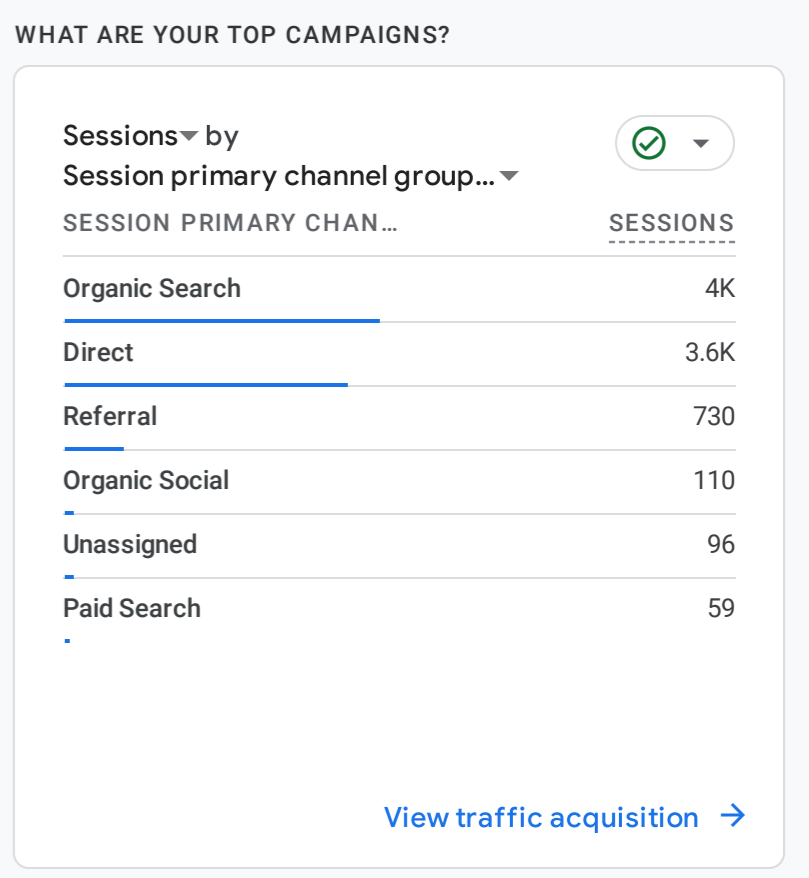 WHAT ARE YOUR TOP CAMPAIGNS?
Sessions by
Session primary channel group…
SESSION PRIMARY CHAN… SESSIONS
Organic Search 4K
Direct 3.6K
Referral 730
Organic Social 110
Unassigned 96
Paid Search 59
View traffic acquisition